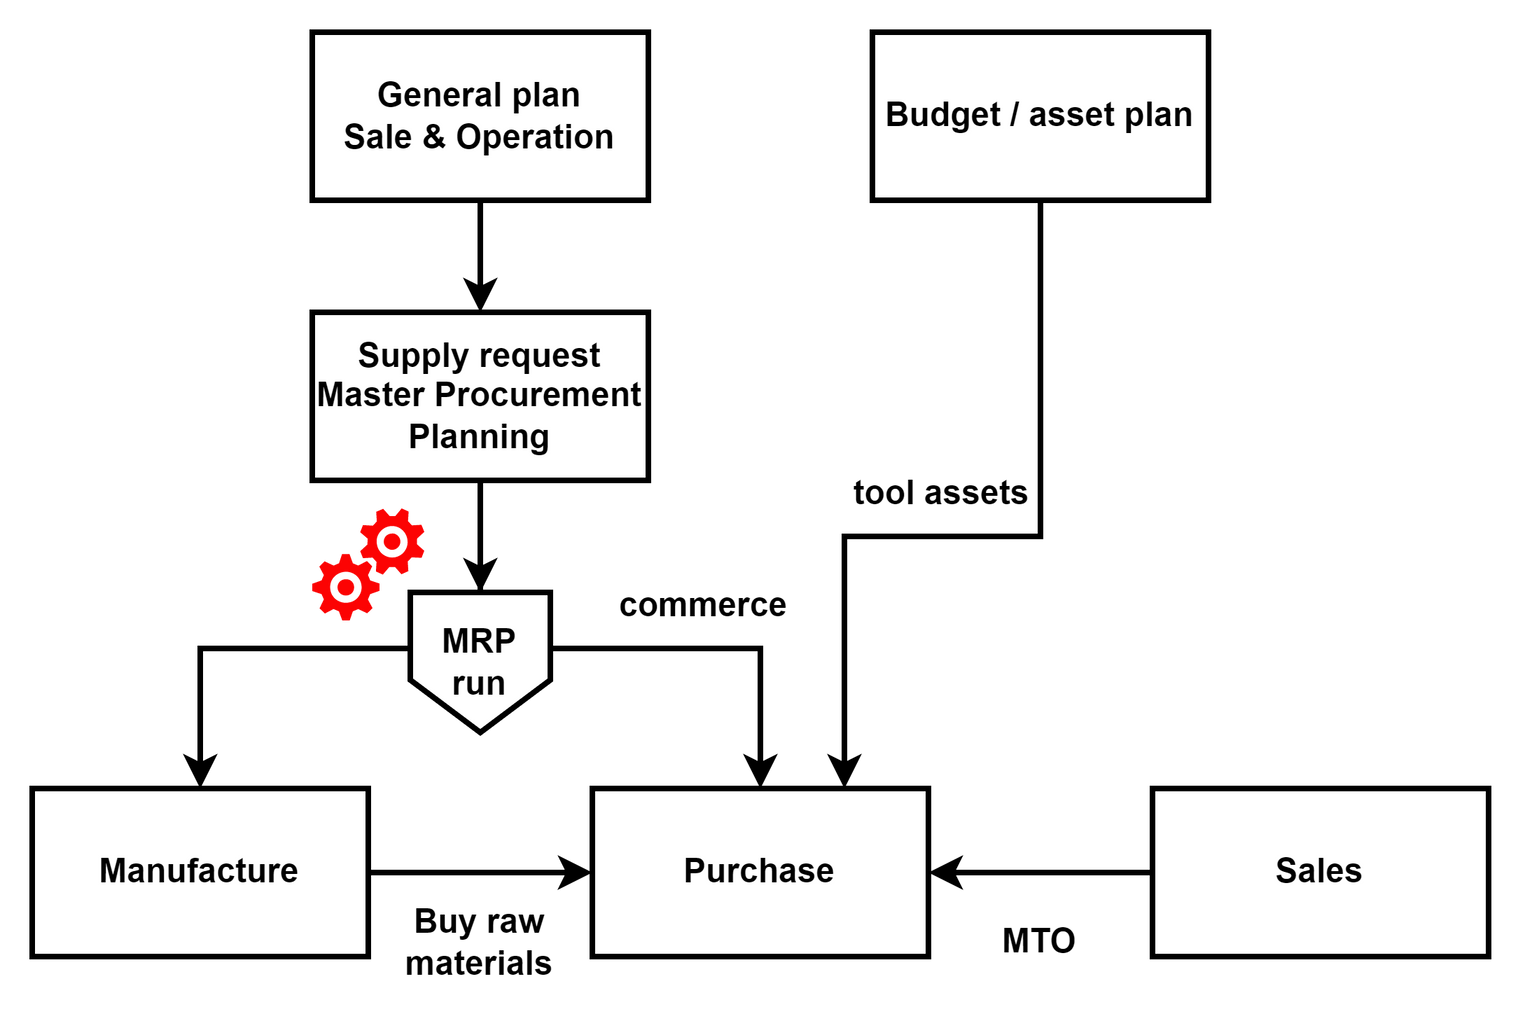 General plan
Sale & Operation
Budget / asset plan
Supply request
Master Procurement
Planning
tool assets
commerce
MRP
run
Manufacture
Purchase
Sales
Buy raw
materials
MTO